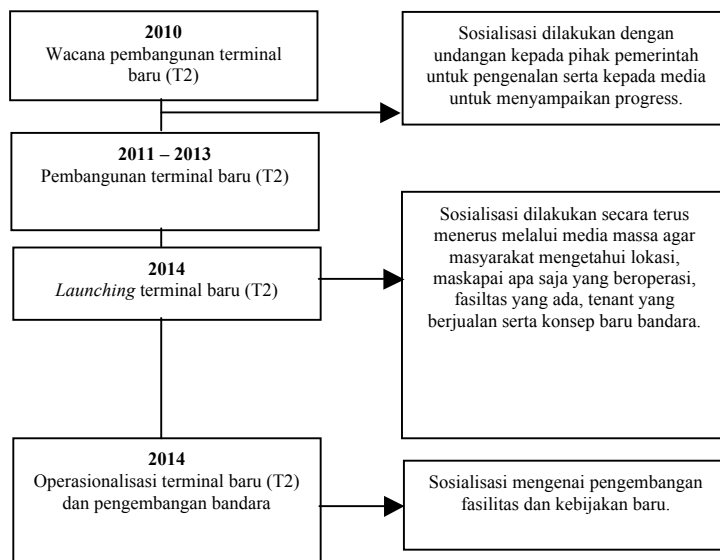 2010
Wacana pembangunan terminal
baru (T2)
Sosialisasi dilakukan dengan
undangan kepada pihak pemerintah
untuk pengenalan serta kepada media
untuk menyampaikan progress.
2011 – 2013
Pembangunan terminal baru (T2)
2014
Launching terminal baru (T2)
Sosialisasi dilakukan secara terus
menerus melalui media massa agar
masyarakat mengetahui lokasi,
maskapai apa saja yang beroperasi,
fasiltas yang ada, tenant yang
berjualan serta konsep baru bandara.
2014
Operasionalisasi terminal baru (T2)
dan pengembangan bandara
Sosialisasi mengenai pengembangan
fasilitas dan kebijakan baru.